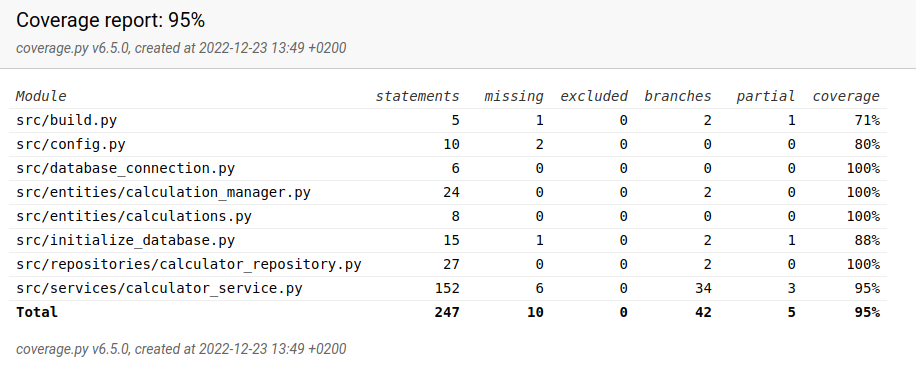 Coverage report: 95%
coverage.py v6.5.0, created at 2022-12-23 13:49 +0200
Module statements missing excluded branches partial coverage
src/build.py 5 1 0 2 1 71%
src/config.py 10 2 0 0 0 80%
src/database_connection.py 6 0 0 0 0 100%
src/entities/calculation_manager.py 24 0 0 2 0 100%
src/entities/calculations.py 8 0 0 0 0 100%
src/initialize_database.py 15 1 0 2 1 88%
src/repositories/calculator_repository.py 27 0 0 2 0 100%
src/services/calculator_service.py 152 6 0 34 3 95%
Total 247 10 0 42 5 95%
coverage.py v6.5.0, created at 2022-12-23 13:49 +0200